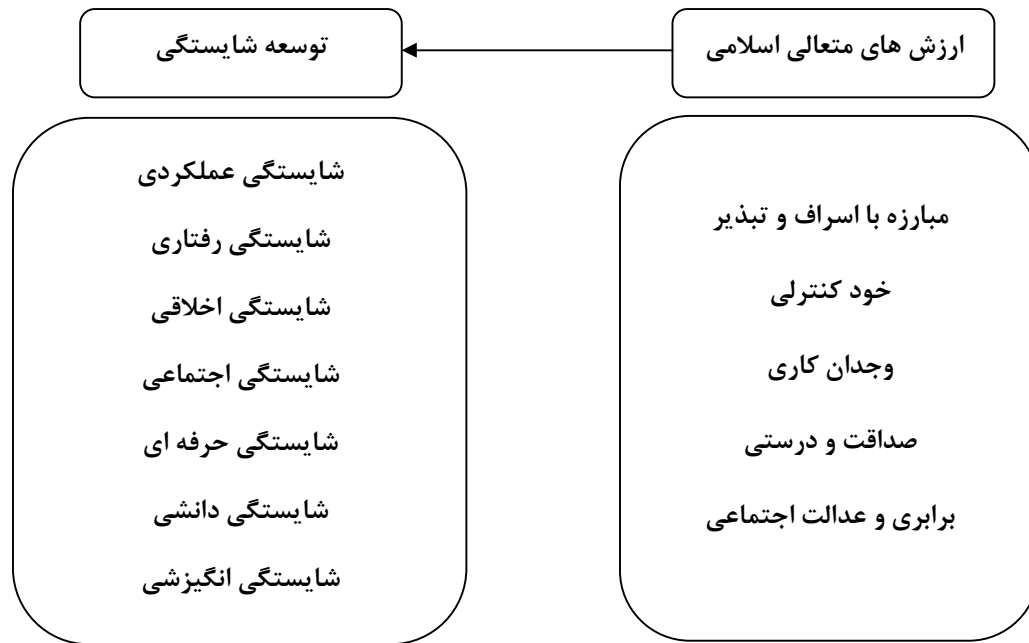 ارزش های متعالی اسلامی
توسعه شایستگی
مبارزه با اسراف و تبذیر
خود کنترلی
وجدان کاری
صداقت و درستی
برابری و عدالت اجتماعی
شایستگی عملکردی
شایستگی رفتاری
شایستگی اخلاقی
شایستگی اجتماعی
شایستگی حرفه ای
شایستگی دانشی
شایستگی انگیزشی